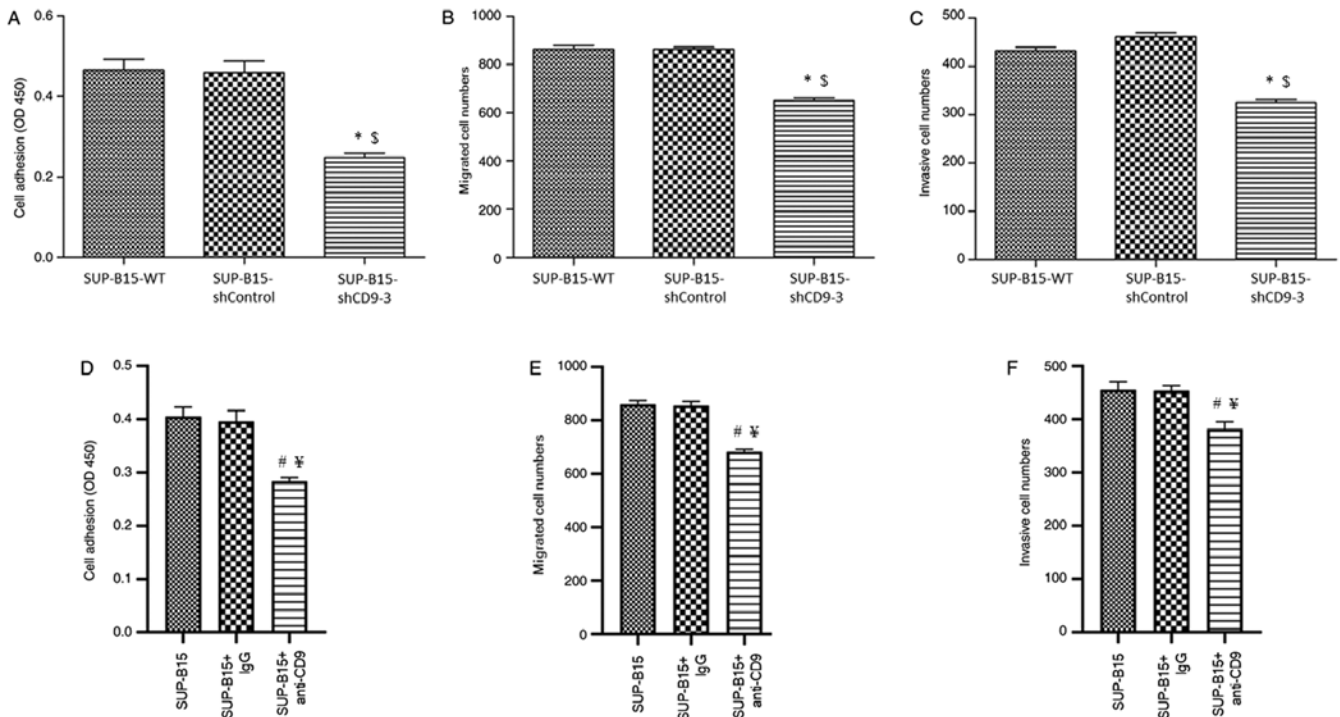 A
0.6
0.4
0.2
0.0
Cell adhesion (OD 450)
* $
SUP-B15-WT
SUP-B15-
shControl
SUP-B15-
shCD9-3
B
1000
800
600
400
200
0
Migrated cell numbers
* $
SUP-B15-WT
SUP-B15-
shControl
SUP-B15-
shCD9-3
C
500
400
300
200
100
0
Invasive cell numbers
* $
SUP-B15-WT
SUP-B15-
shControl
SUP-B15-
shCD9-3
D
0.5
0.4
0.3
0.2
0.1
0.0
Cell adhesion (OD 450)
# ¥
SUP-B15
SUP-B15+
IgG
SUP-B15+
anti-CD9
E
1000
800
600
400
200
0
Migrated cell numbers
# ¥
SUP-B15
SUP-B15+
IgG
SUP-B15+
anti-CD9
F
500
400
300
200
100
0
Invasive cell numbers
# ¥
SUP-B15
SUP-B15+
IgG
SUP-B15+
anti-CD9